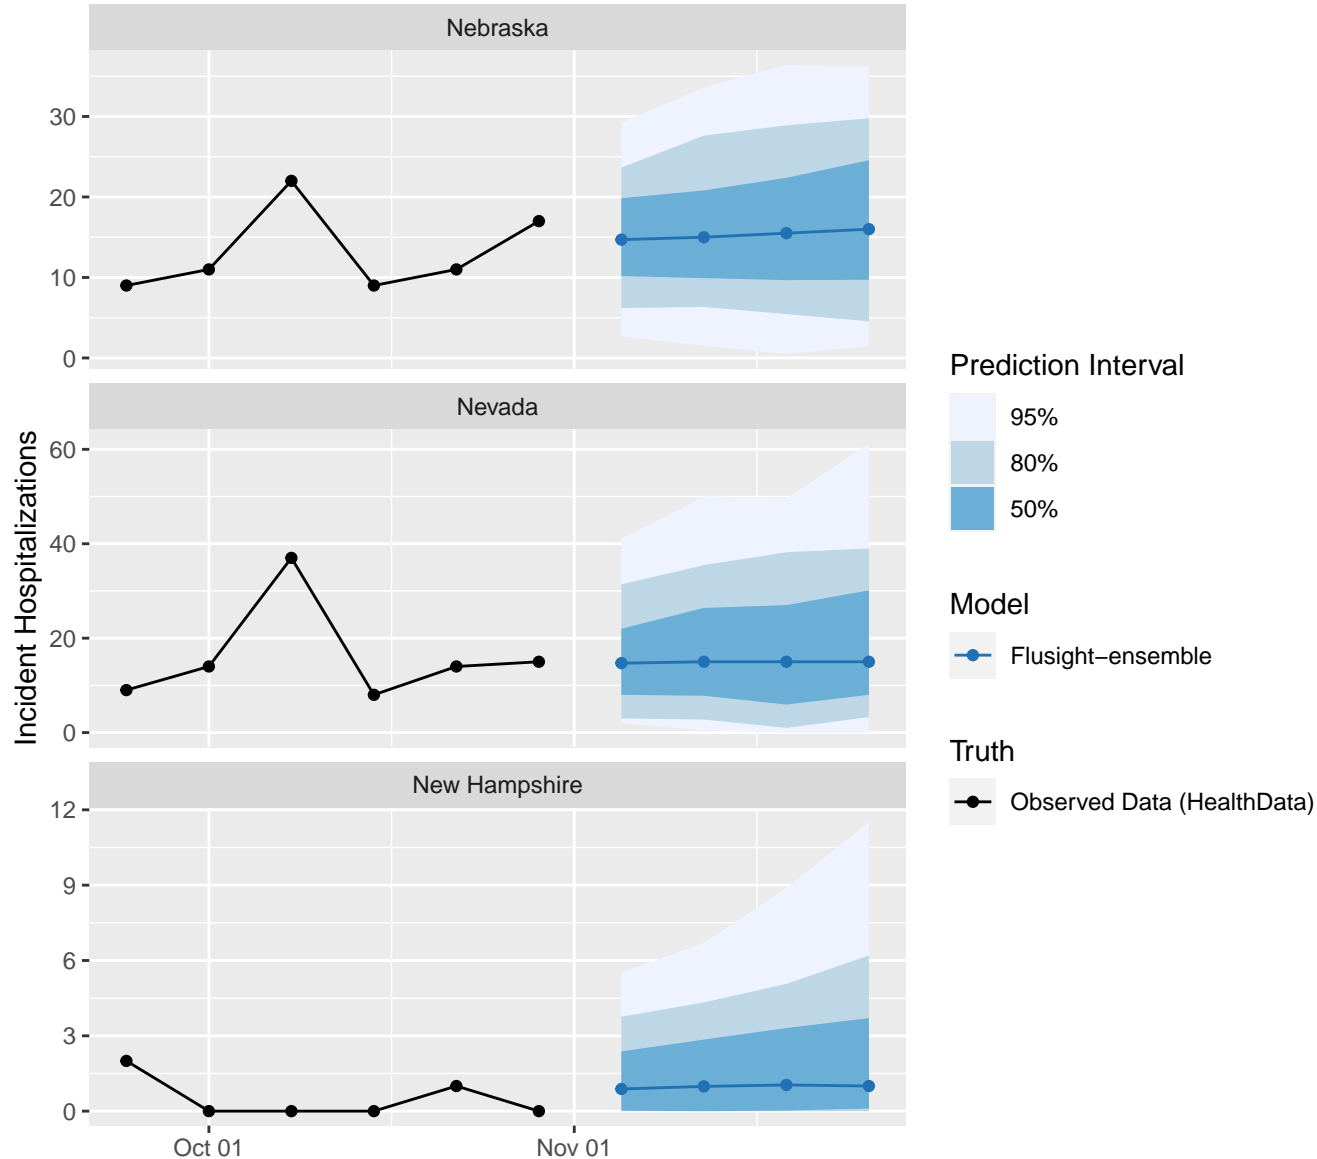 Nebraska
30
20
10
0
Nevada
60
40
20
0
New Hampshire
12
9
6
3
0
Oct 01
Nov 01
Incident Hospitalizations
Prediction Interval
95%
80%
50%
Model
Flusight−ensemble
Truth
Observed Data (HealthData)